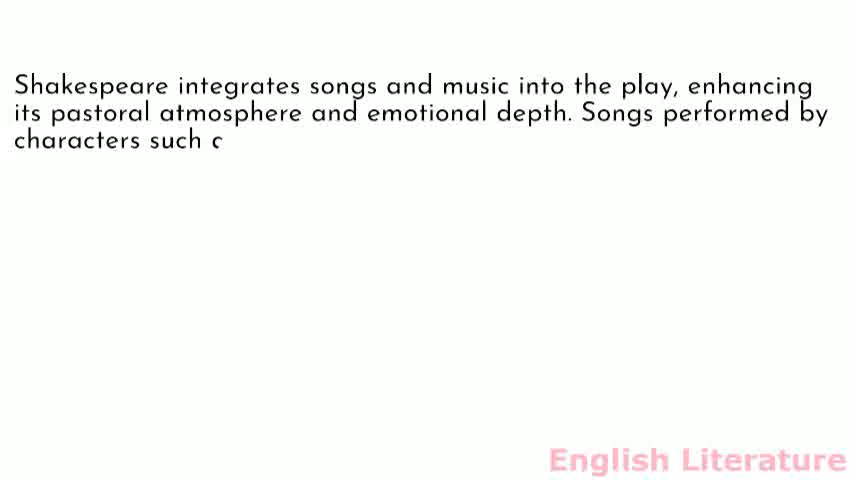 Shakespeare integrates songs and music into the play, enhancing
its pastoral atmosphere and emotional depth. Songs performed by
characters such
English Literature